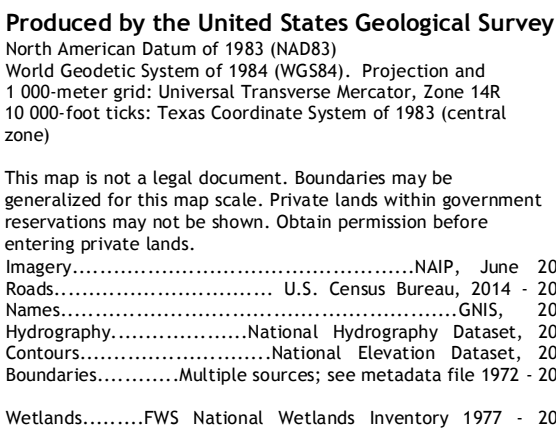 Produced by the United States Geological Survey
North American Datum of 1983 (NAD83)
World Geodetic System of 1984 (WGS84). Projection and
1 000-meter grid: Universal Transverse Mercator, Zone 14R
10 000-foot ticks: Texas Coordinate System of 1983 (central
zone)
This map is not a legal document. Boundaries may be
generalized for this map scale. Private lands within government
reservations may not be shown. Obtain permission before
entering private lands.
Imagery.............................................NAIP, June 20
Roads.............................. U.S. Census Bureau, 2014 - 20
Names....................................................GNIS, 20
Hydrography...................National Hydrography Dataset, 20
Contours...........................National Elevation Dataset, 20
Boundaries............Multiple sources; see metadata file 1972 - 20
Wetlands.........FWS National Wetlands Inventory 1977 - 20